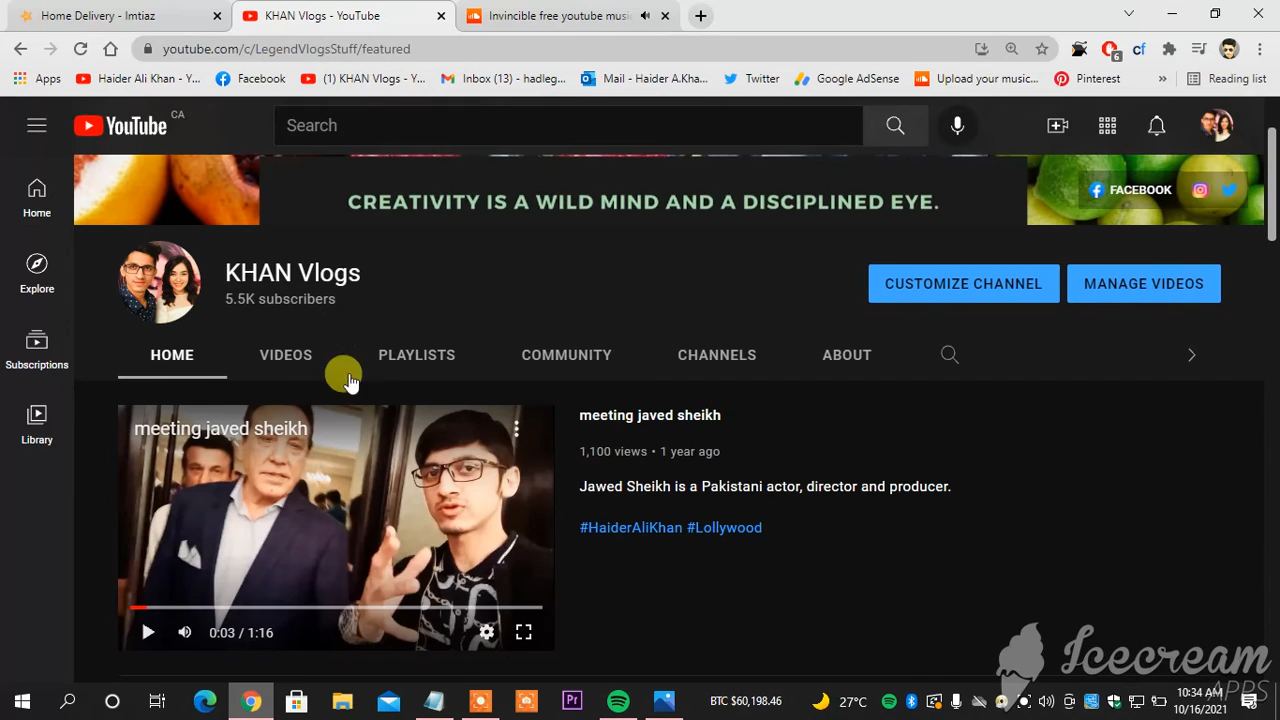 Home Delivery - Imtiaz
KHAN Vlogs - YouTube
Invincible free youtube musi
youtube.com/c/LegendVlogsStuff/featured
6
Apps
Haider Ali Khan - Y...
Facebook
(1) KHAN Vlogs - Y...
Inbox (13) - hadleg...
Mail - Haider A.Kha...
Twitter
Google AdSense
Upload your music...
Pinterest
»
Reading list
YouTube CA
Search
CREATIVITY IS A WILD MIND AND A DISCIPLINED EYE.
FACEBOOK
Home
Explore
Subscriptions
Library
KHAN Vlogs
5.5K subscribers
CUSTOMIZE CHANNEL
MANAGE VIDEOS
HOME
VIDEOS
PLAYLISTS
COMMUNITY
CHANNELS
ABOUT
meeting javed sheikh
0:03 / 1:16
meeting javed sheikh
1,100 views • 1 year ago
Jawed Sheikh is a Pakistani actor, director and producer.
#HaiderAliKhan #Lollywood
Icecream
APPS
Pr
BTC $60,198.46
27°C
10:34 AM
10/16/2021